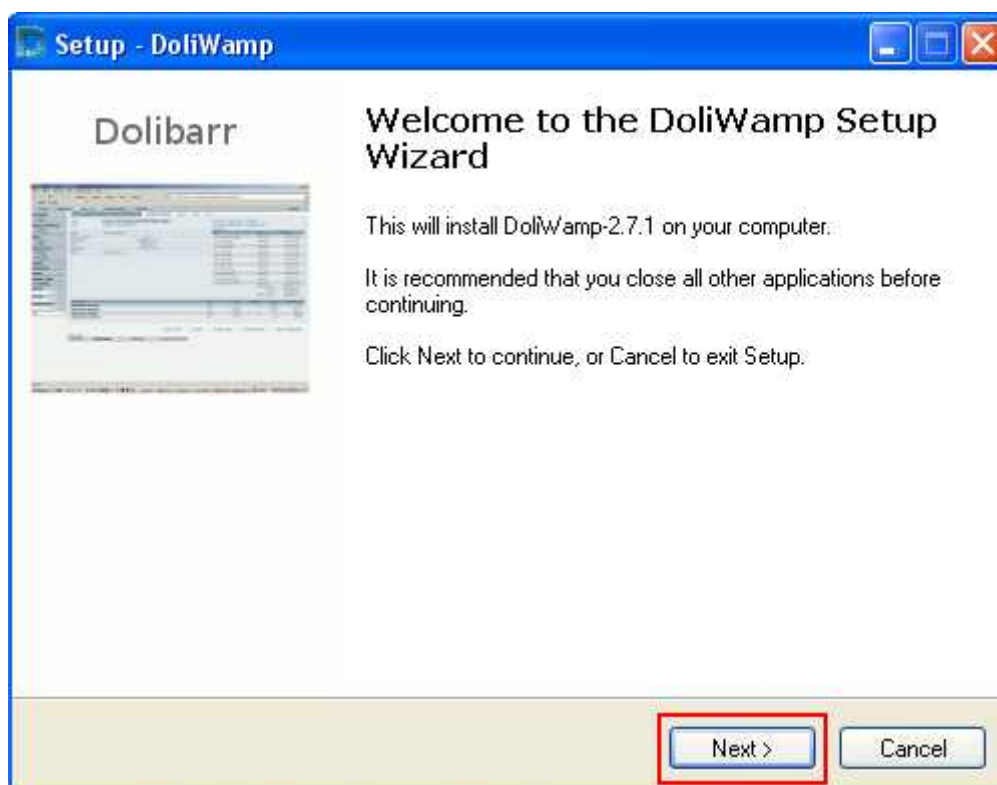 Setup - DoliWamp
Dolibarr
Welcome to the DoliWamp Setup
Wizard
This will install DoliWamp-2.7.1 on your computer.
It is recommended that you close all other applications before
continuing.
Click Next to continue, or Cancel to exit Setup.
Next >
Cancel